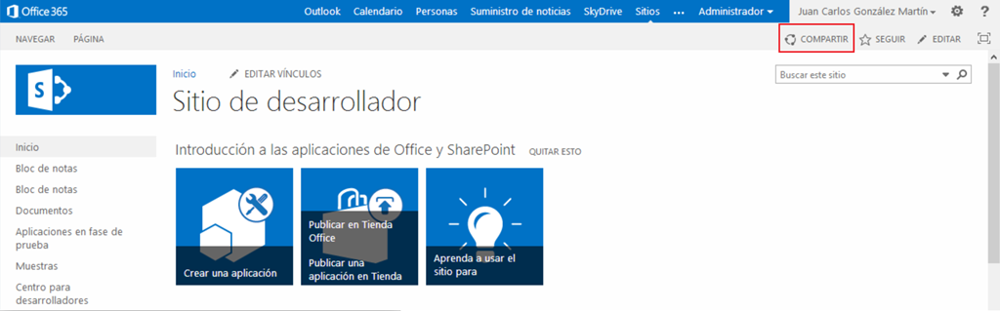 Office 365 Outlook Calendario Personas Suministro de noticias SkyDrive Sitios ... Administrador Juan Carlos González Martín ?
NAVEGAR PÁGINA COMPARTIR SEGUIR EDITAR
S
Inicio EDITAR VÍNCULOS
Buscar este sitio
Sitio de desarrollador
Inicio
Bloc de notas
Bloc de notas
Documentos
Aplicaciones en fase de
prueba
Muestras
Centro para
desarrolladores
Introducción a las aplicaciones de Office y SharePoint QUITAR ESTO
Crear una aplicación
Publicar en Tienda
Office
Publicar una
aplicación en Tienda
Aprenda a usar el
sitio para